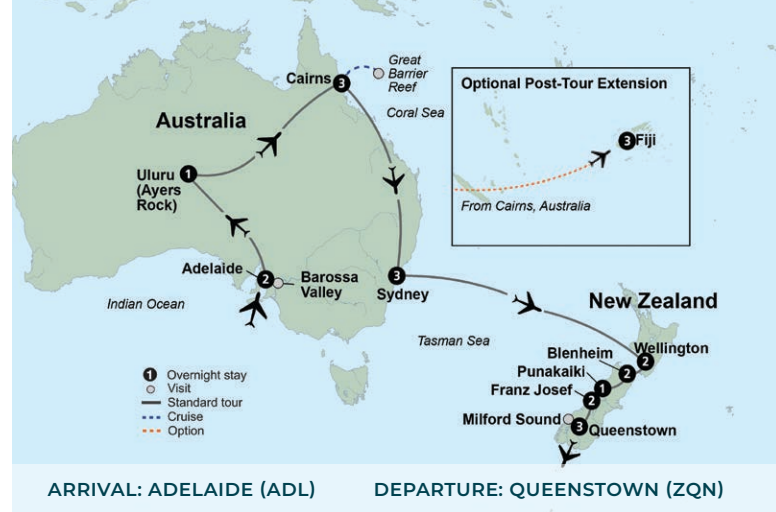 Great
Barrier
Reef
Cairns
3
Coral Sea
Australia
Optional Post-Tour Extension
3
Fiji
From Cairns, Australia
1
Uluru
(Ayers
Rock)
Adelaide
2
Barossa
Valley
3
Sydney
Indian Ocean
New Zealand
Tasman Sea
Wellington
2
Blenheim
2
Punakaiki
1
Franz Josef
2
Milford Sound
3
Queenstown
1 Overnight stay
Visit
Standard tour
Cruise
Option
ARRIVAL: ADELAIDE (ADL)
DEPARTURE: QUEENSTOWN (ZQN)